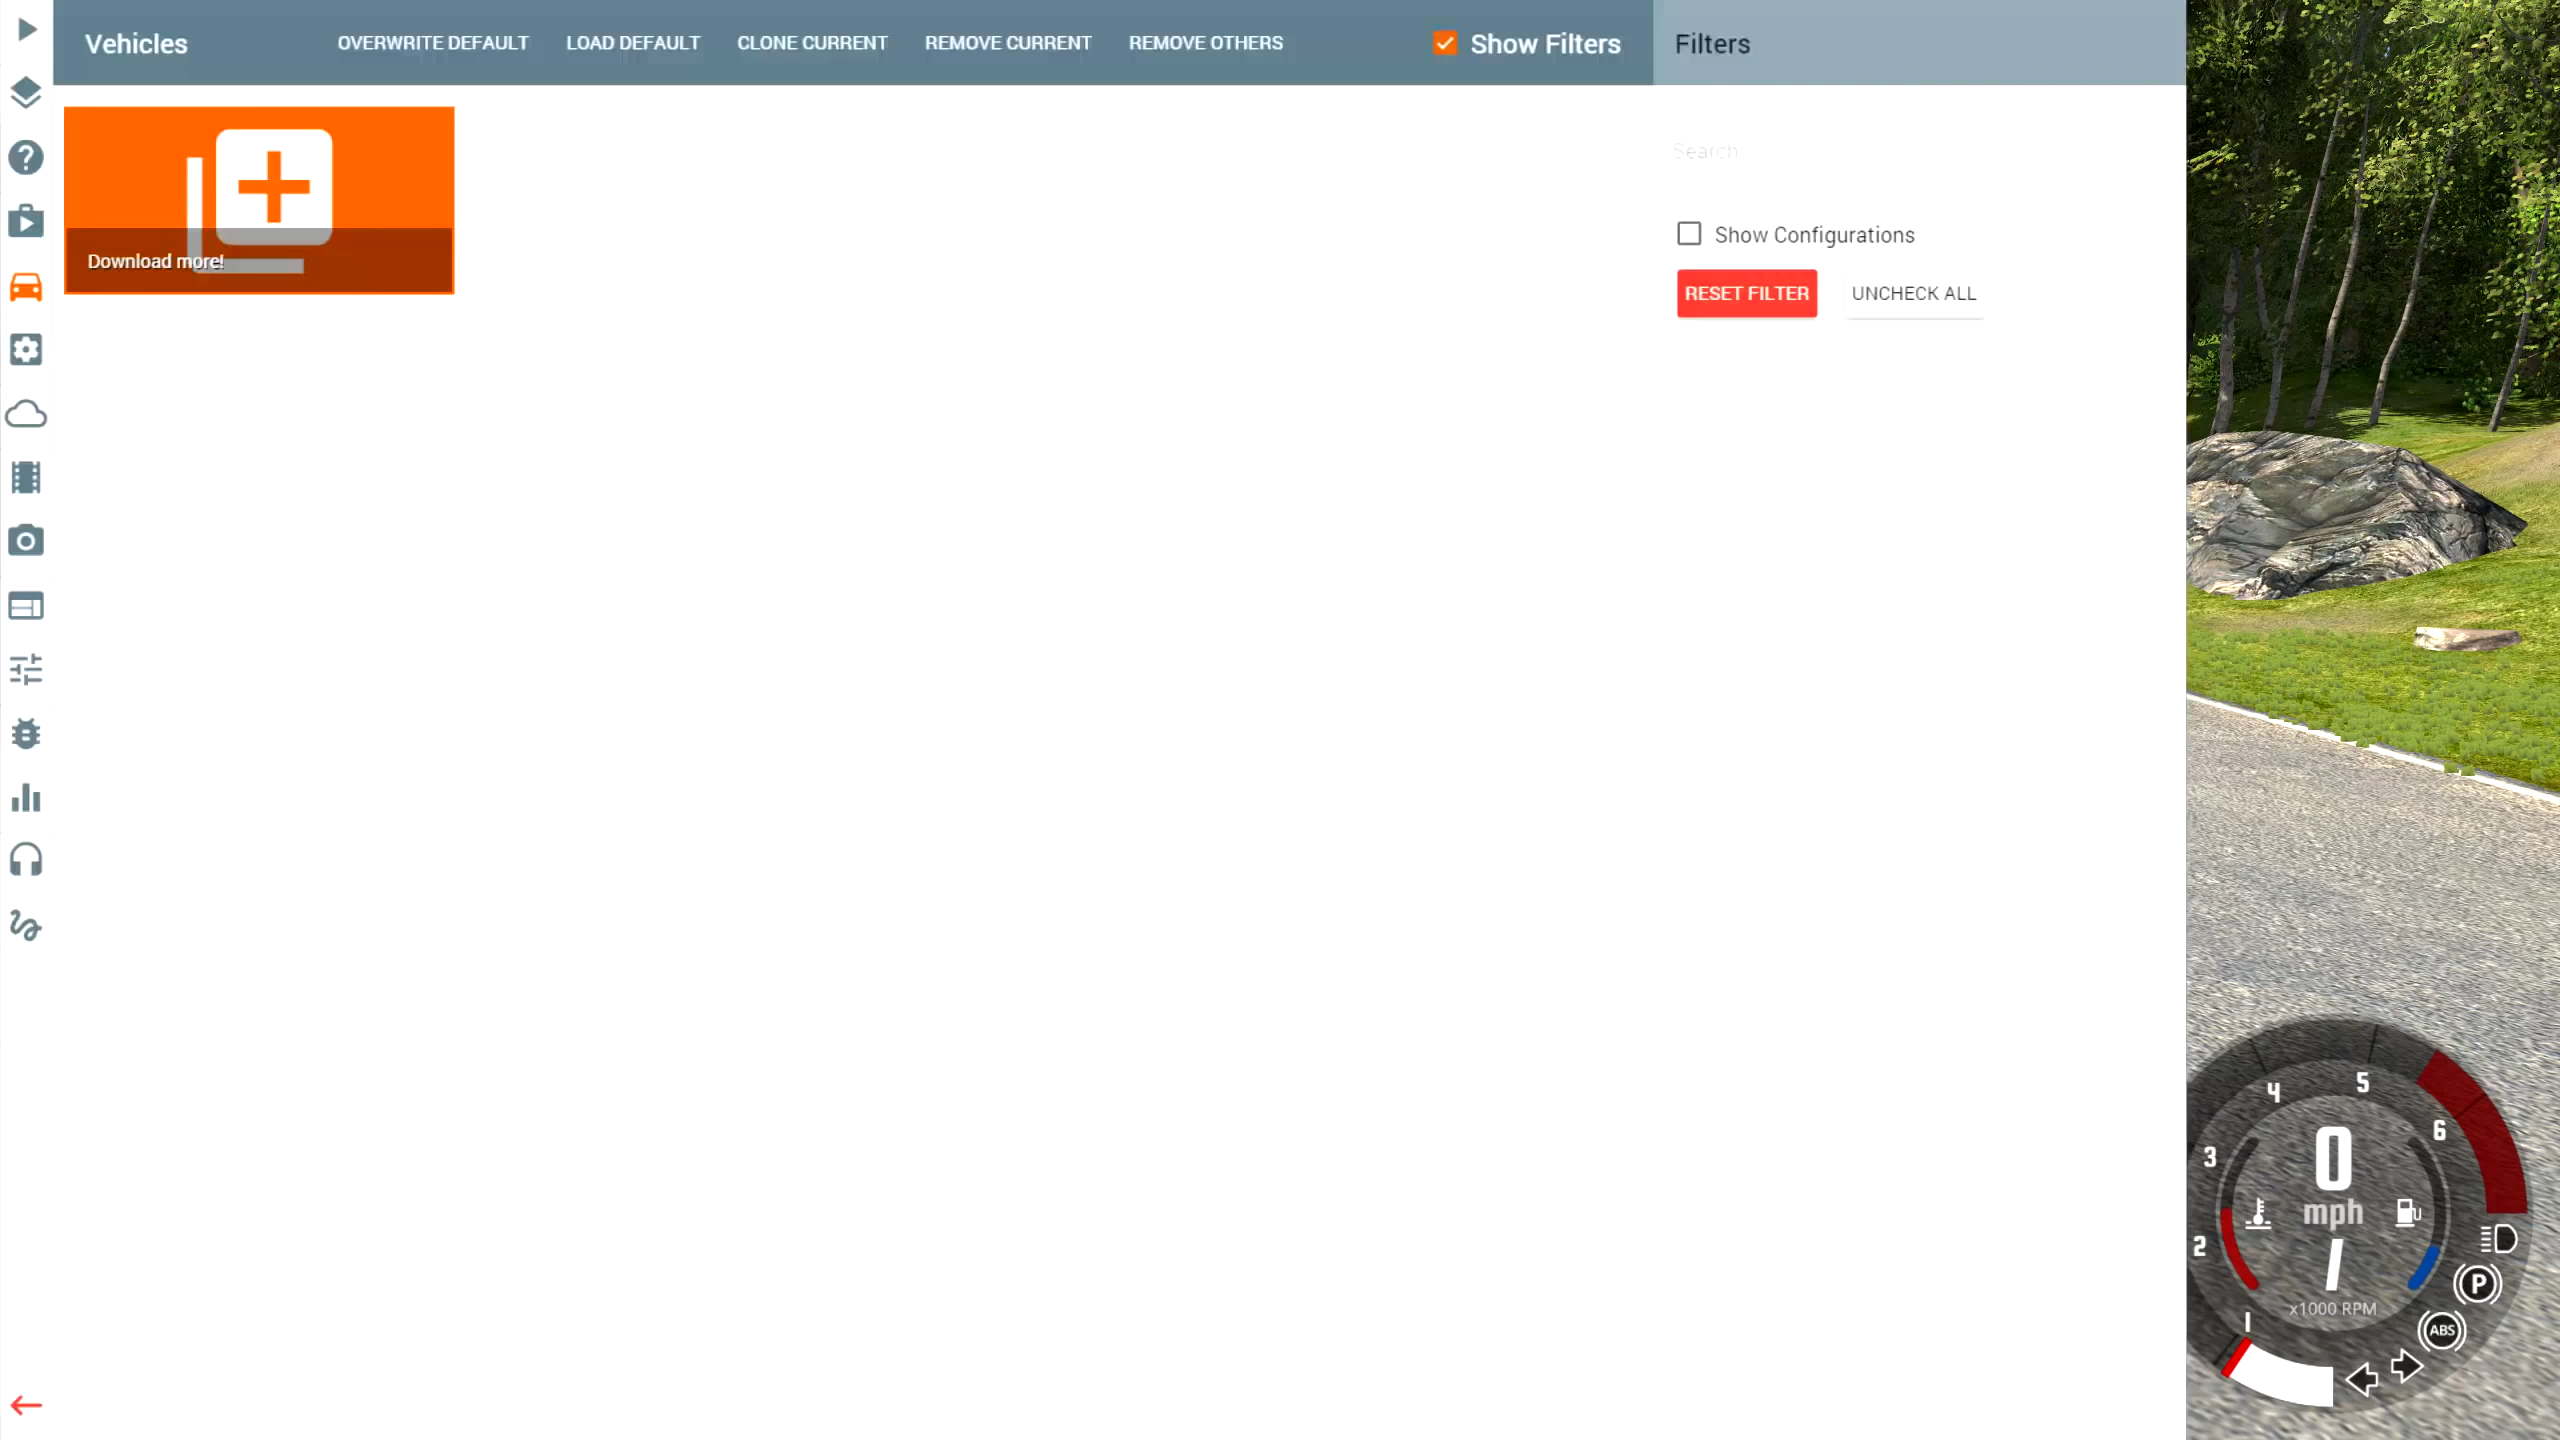 Vehicles
OVERWRITE DEFAULT
LOAD DEFAULT
CLONE CURRENT
REMOVE CURRENT
REMOVE OTHERS
Show Filters
Filters
Download more!
Search
Show Configurations
RESET FILTER
UNCHECK ALL
4
5
3
6
0
mph
2
1
P
x1000 RPM
1
ABS